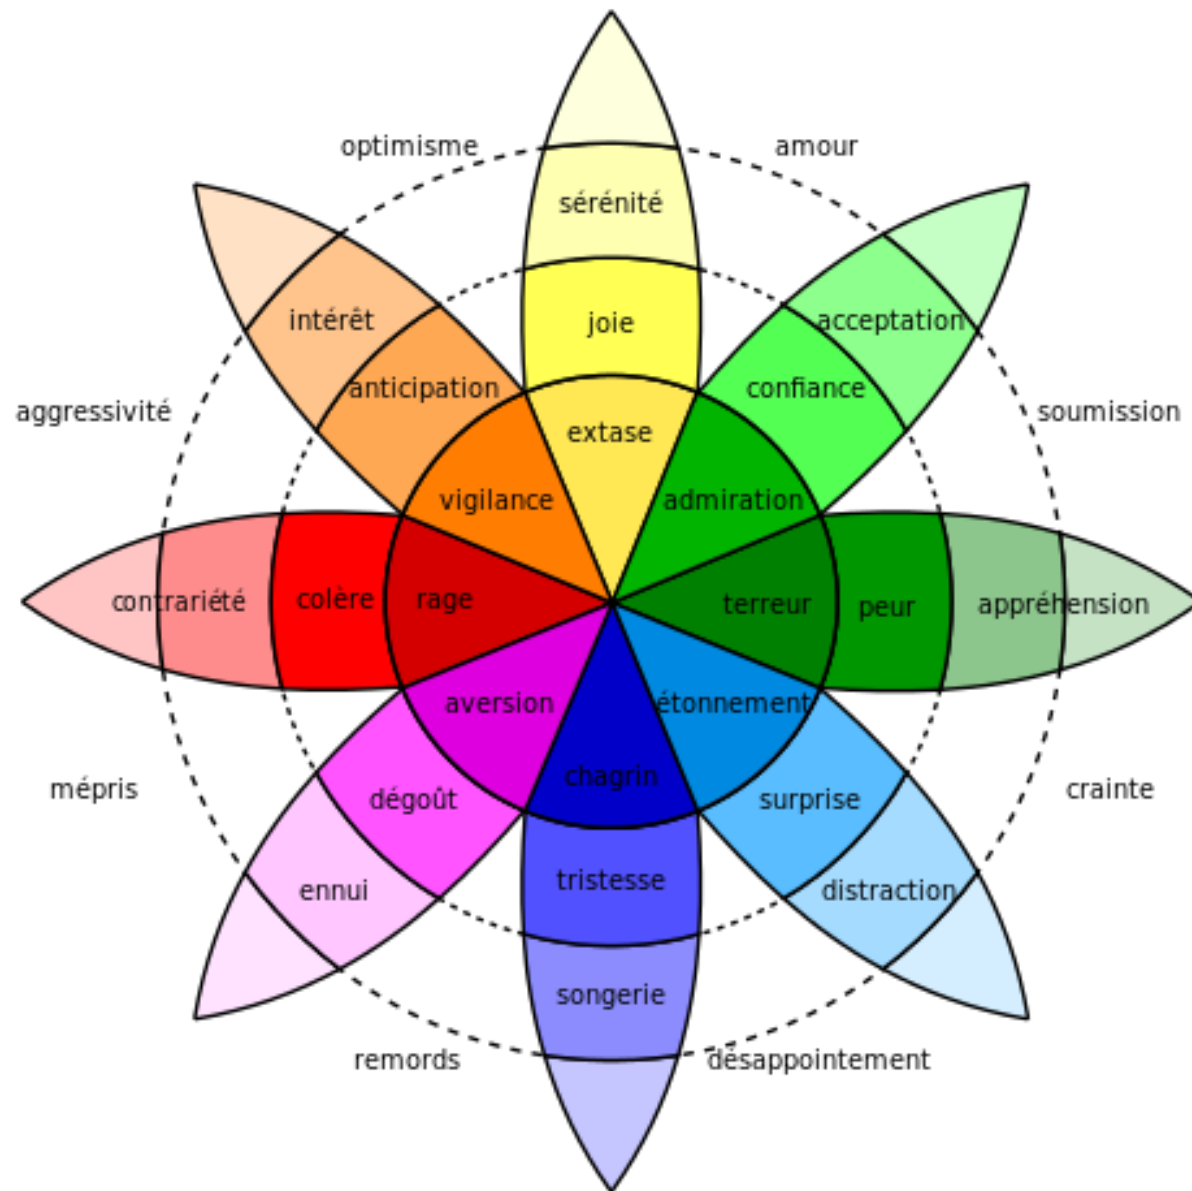 optimisme
amour
sérénité
intérêt
joie
acceptation
anticipation
confiance
aggressivité
soumission
extase
vigilance
admiration
contrariété
colère
rage
terreur
peur
appréhension
aversion
étonnement
chagrin
mépris
crainte
dégoût
surprise
tristesse
ennui
distraction
songerie
remords
désappointement